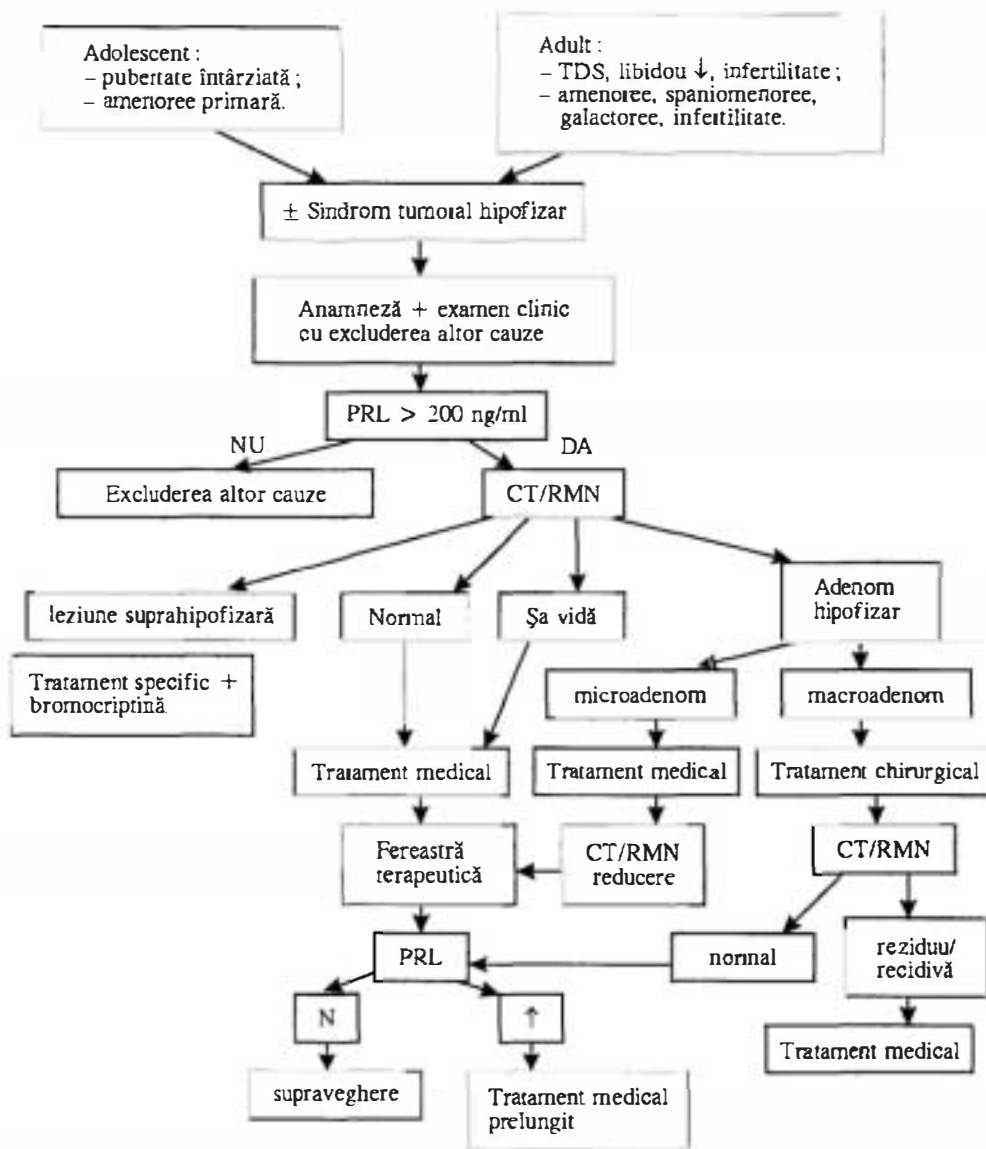 Adolescent :
– pubertate întârziată ;
– amenoree primară.
Adult :
– TDS, libidou ↓, infertilitate ;
– amenoree, spaniomenoree,
galactoree, infertilitate.
± Sindrom tumoral hipofizar
Anamneză + examen clinic
cu excluderea altor cauze
PRL > 200 ng/ml
NU
DA
Excluderea altor cauze
CT/RMN
leziune suprahipofizară
Normal
Şa vidă
Adenom
hipofizar
Tratament specific +
bromocriptină
microadenom
macroadenom
Tratament medical
Tratament medical
Tratament chirurgical
Fereastră
terapeutică
CT/RMN
reducere
CT/RMN
PRL
normal
reziduu/
recidivă
N
↑
Tratament medical
supraveghere
Tratament medical
prelungit